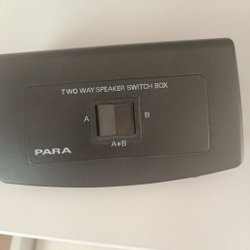 TWO WAY SPEAKER SWITCH BOX
A B
A+B
PARA